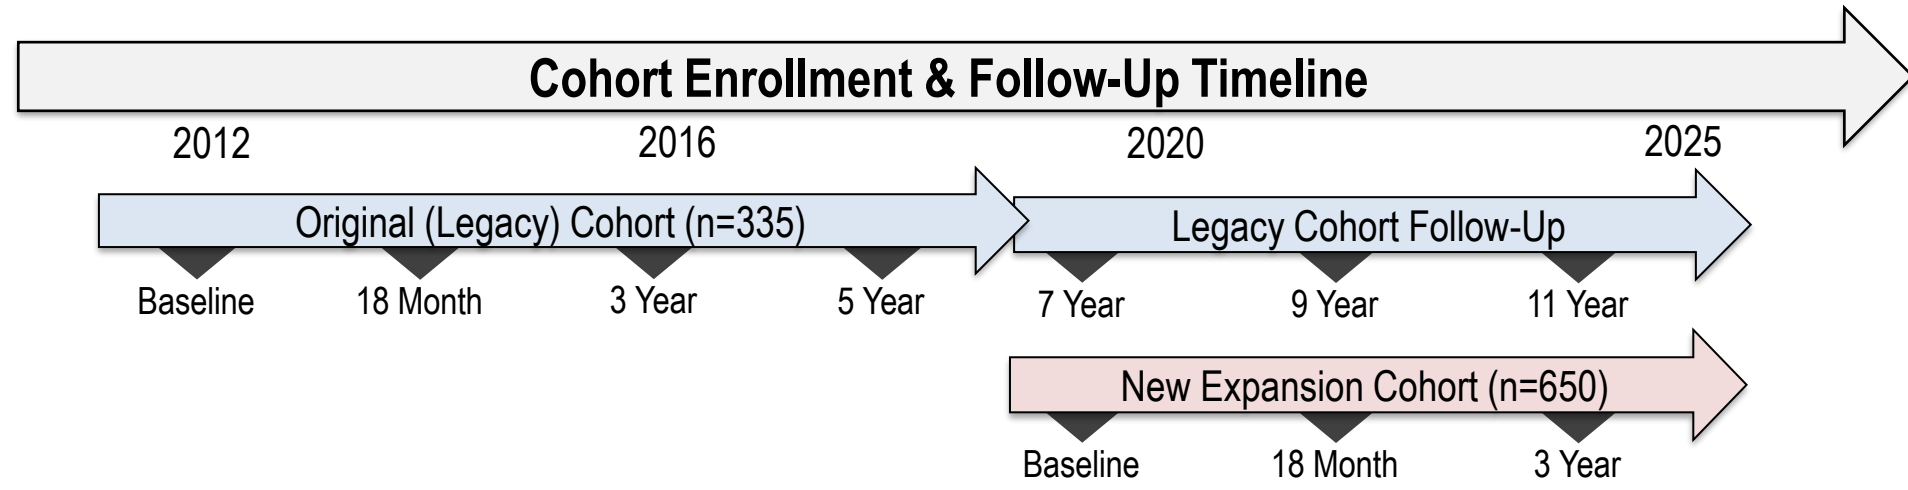 Cohort Enrollment & Follow-Up Timeline
2012 2016 2020 2025
Original (Legacy) Cohort (n=335) Legacy Cohort Follow-Up
Baseline 18 Month 3 Year 5 Year 7 Year 9 Year 11 Year
New Expansion Cohort (n=650)
Baseline 18 Month 3 Year